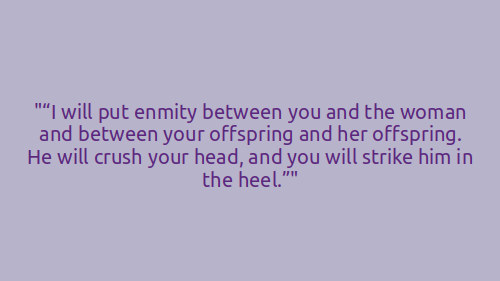 "“I will put enmity between you and the woman
and between your offspring and her offspring.
He will crush your head, and you will strike him in
the heel.”"